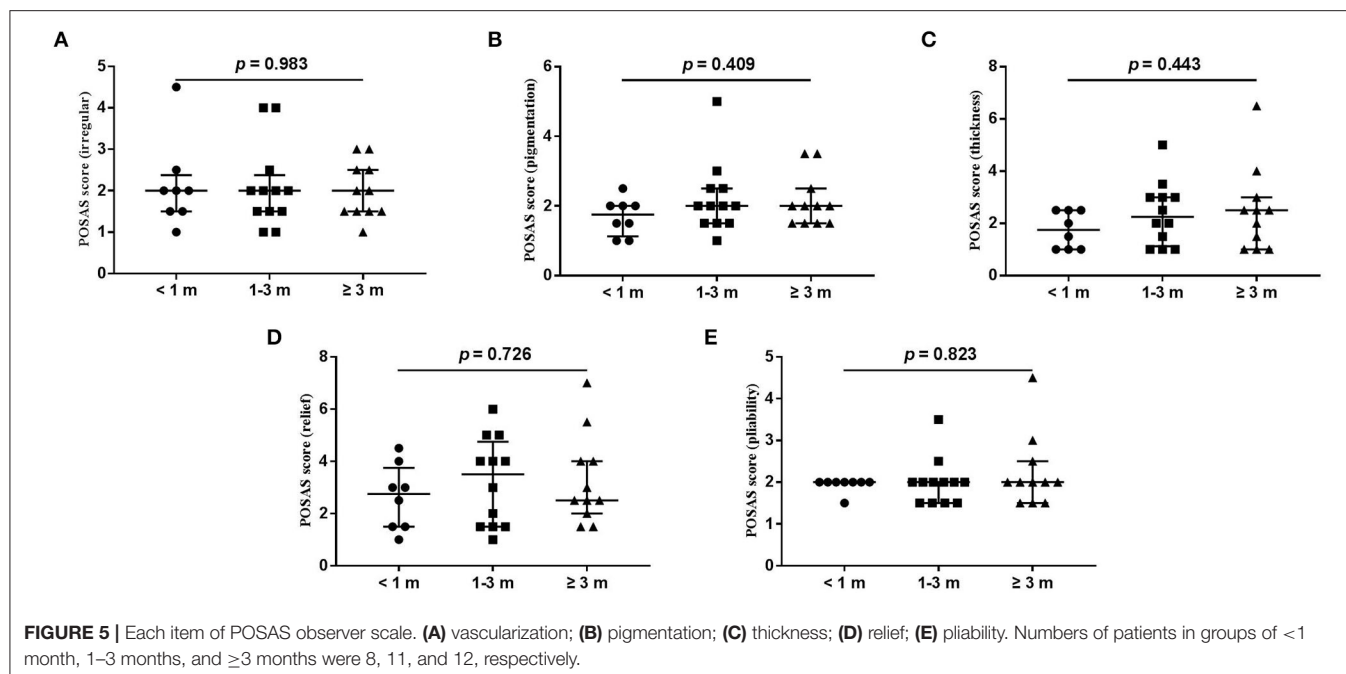 A
p = 0.983
POSAS score (irregular)
5
4
3
2
1
0
< 1 m 1-3 m ≥ 3 m
B
p = 0.409
POSAS score (pigmentation)
6
4
2
0
< 1 m 1-3 m ≥ 3 m
C
p = 0.443
POSAS score (thickness)
8
6
4
2
0
< 1 m 1-3 m ≥ 3 m
D
p = 0.726
POSAS score (relief)
8
6
4
2
0
< 1 m 1-3 m ≥ 3 m
E
p = 0.823
POSAS score (pliability)
5
4
3
2
1
0
< 1 m 1-3 m ≥ 3 m
FIGURE 5 | Each item of POSAS observer scale. (A) vascularization; (B) pigmentation; (C) thickness; (D) relief; (E) pliability. Numbers of patients in groups of <1
month, 1–3 months, and ≥3 months were 8, 11, and 12, respectively.